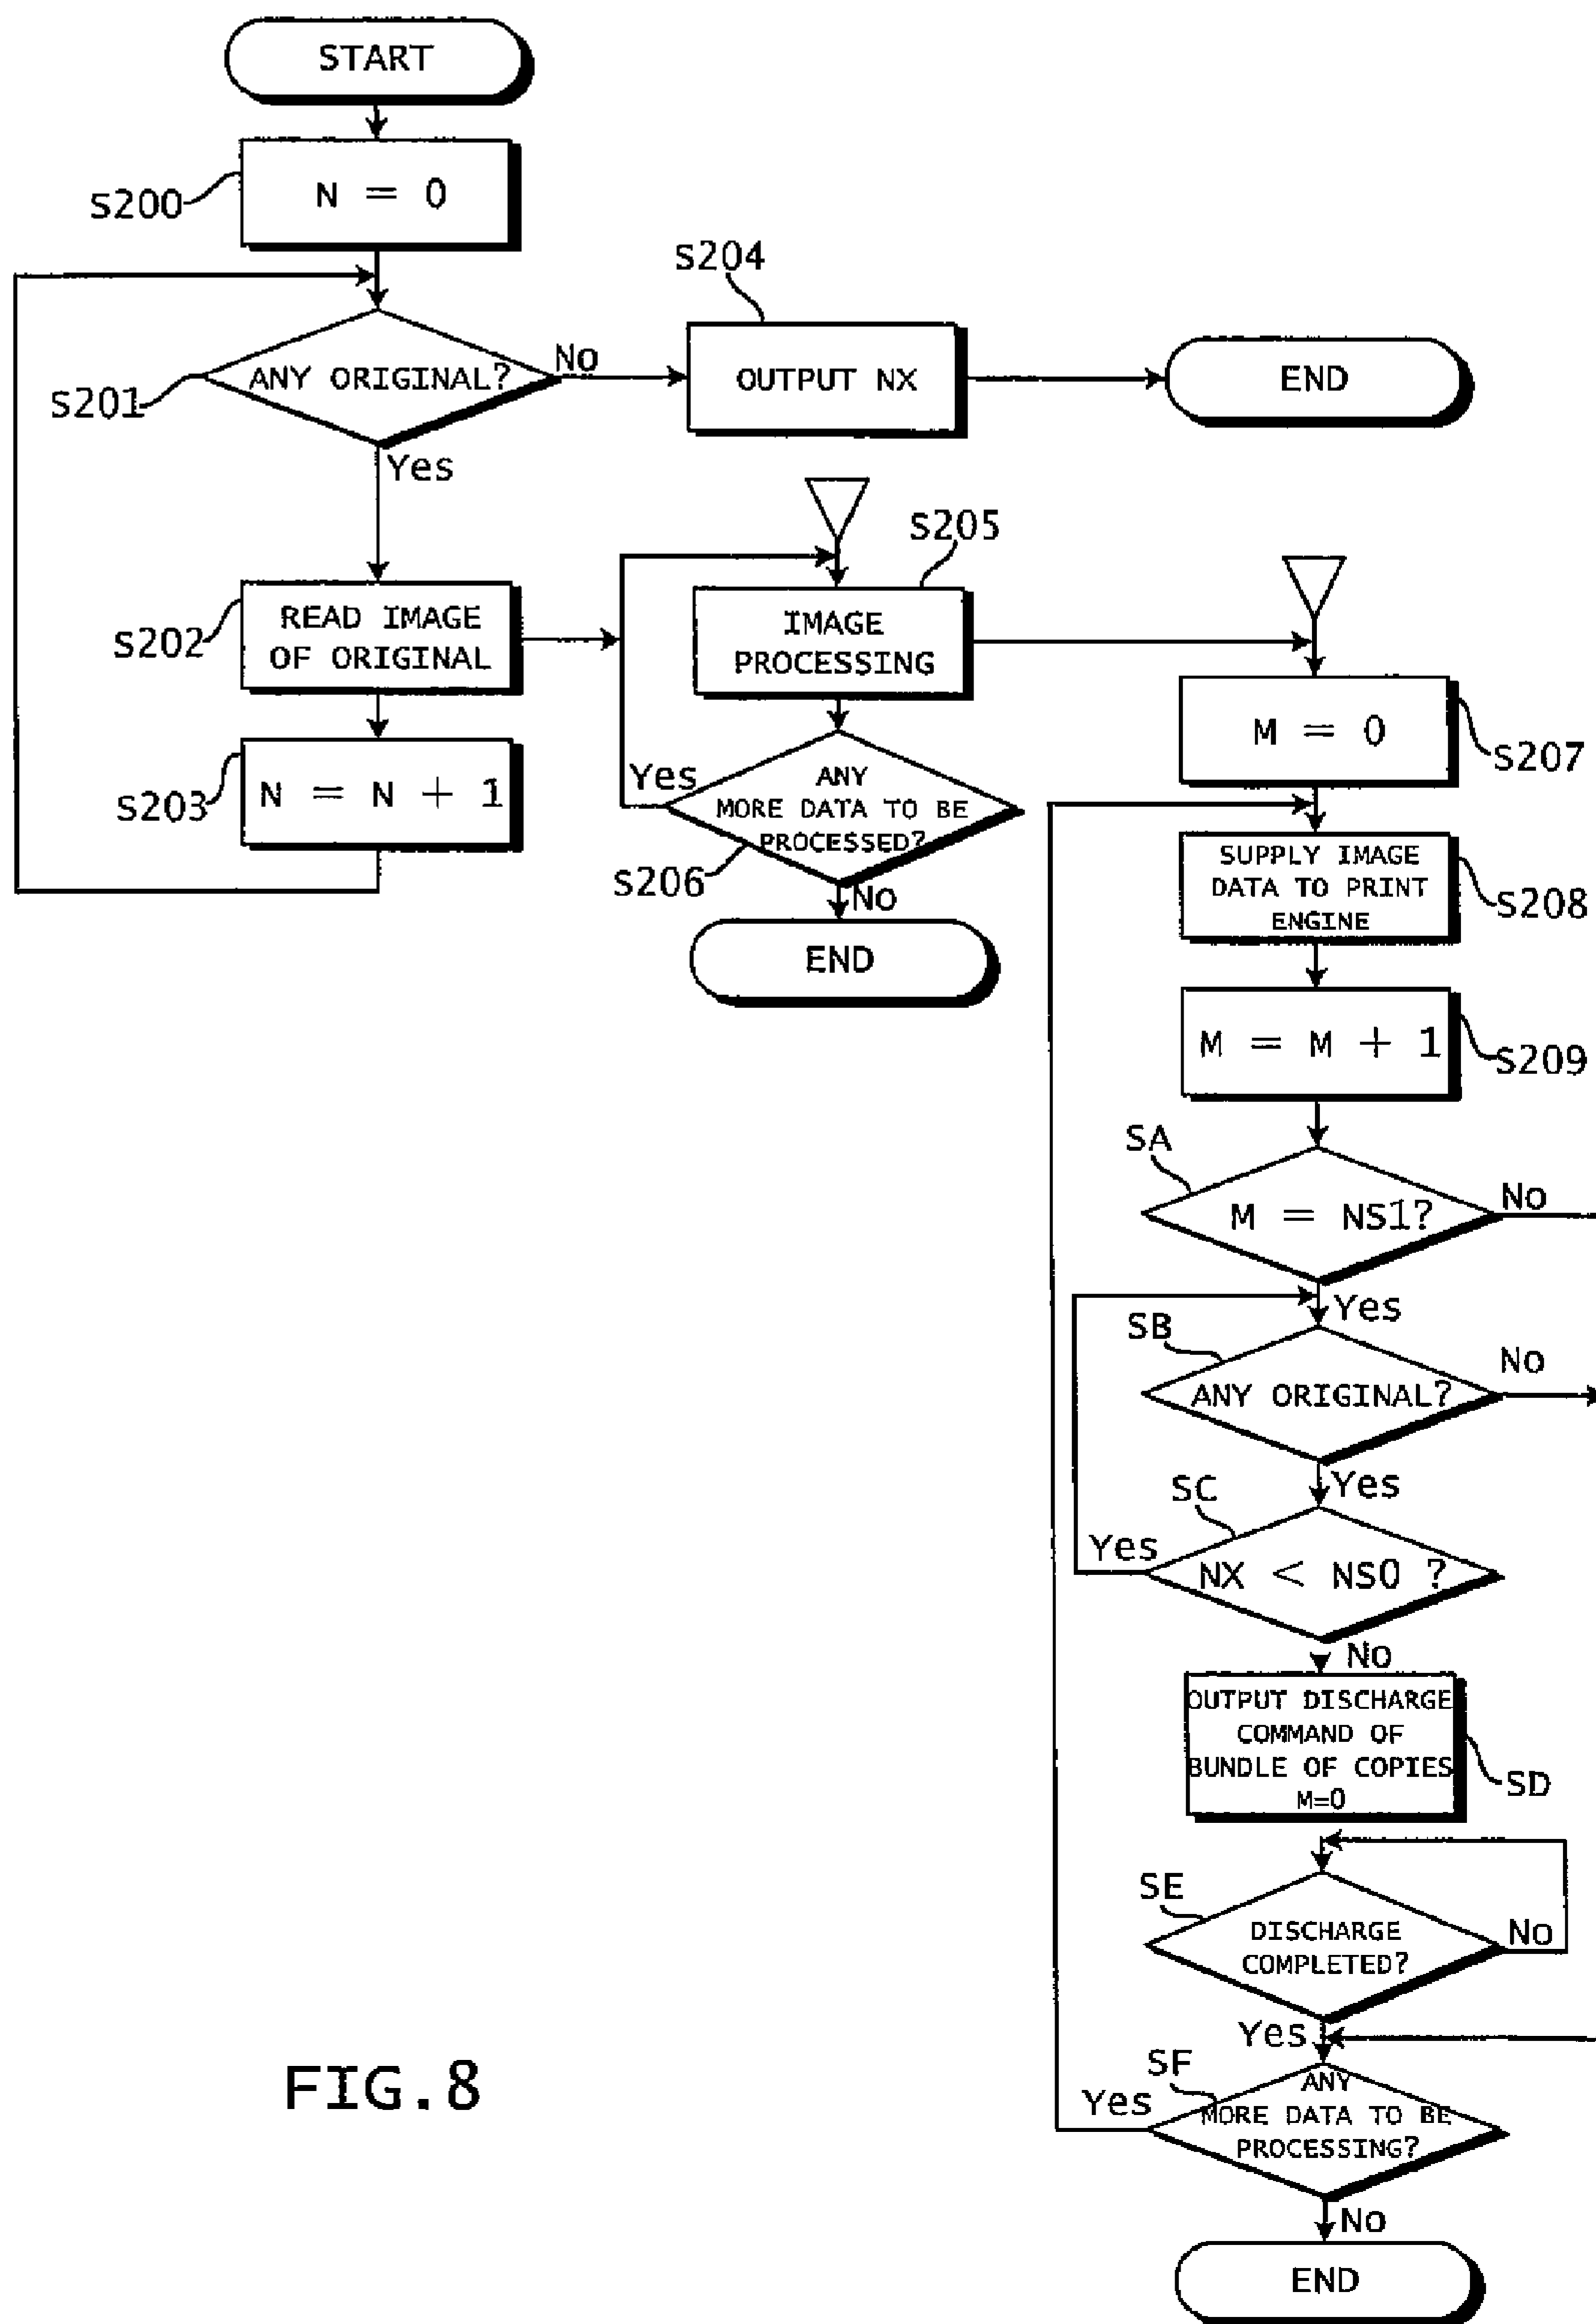 START
S200
N = 0
S204
S201
ANY ORIGINAL?
No
OUTPUT NX
END
Yes
S205
S202
READ IMAGE
OF ORIGINAL
IMAGE
PROCESSING
M = 0
S207
S203
N = N + 1
Yes
ANY
MORE DATA TO BE
PROCESSED?
S206
No
END
SUPPLY IMAGE
DATA TO PRINT
ENGINE
S208
M = M + 1
S209
SA
M = NS1?
No
Yes
SB
ANY ORIGINAL?
No
Yes
SC
Yes
NX < NS0 ?
No
OUTPUT DISCHARGE
COMMAND OF
BUNDLE OF COPIES
M=0
SD
SE
DISCHARGE
COMPLETED?
No
Yes
SF
Yes
ANY
MORE DATA TO BE
PROCESSING?
No
END
FIG.8